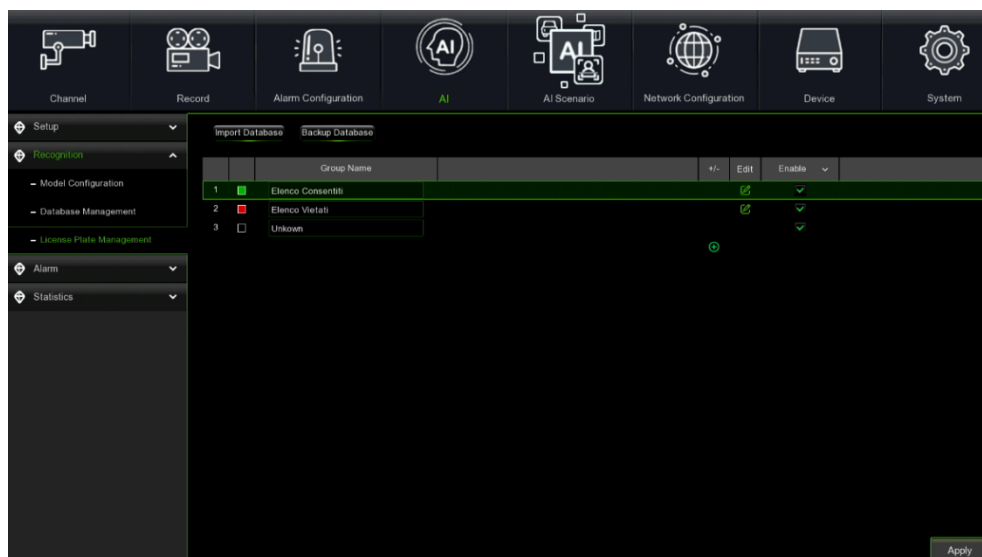 Channel Record Alarm Configuration AI AI Scenario Network Configuration Device System
Setup
Import Database Backup Database
Recognition
Group Name +/- Edit Enable
Model Configuration
1 Elenco Consentiti
Database Management
2 Elenco Vietati
3 Unkown
License Plate Management
Alarm
Statistics
Apply